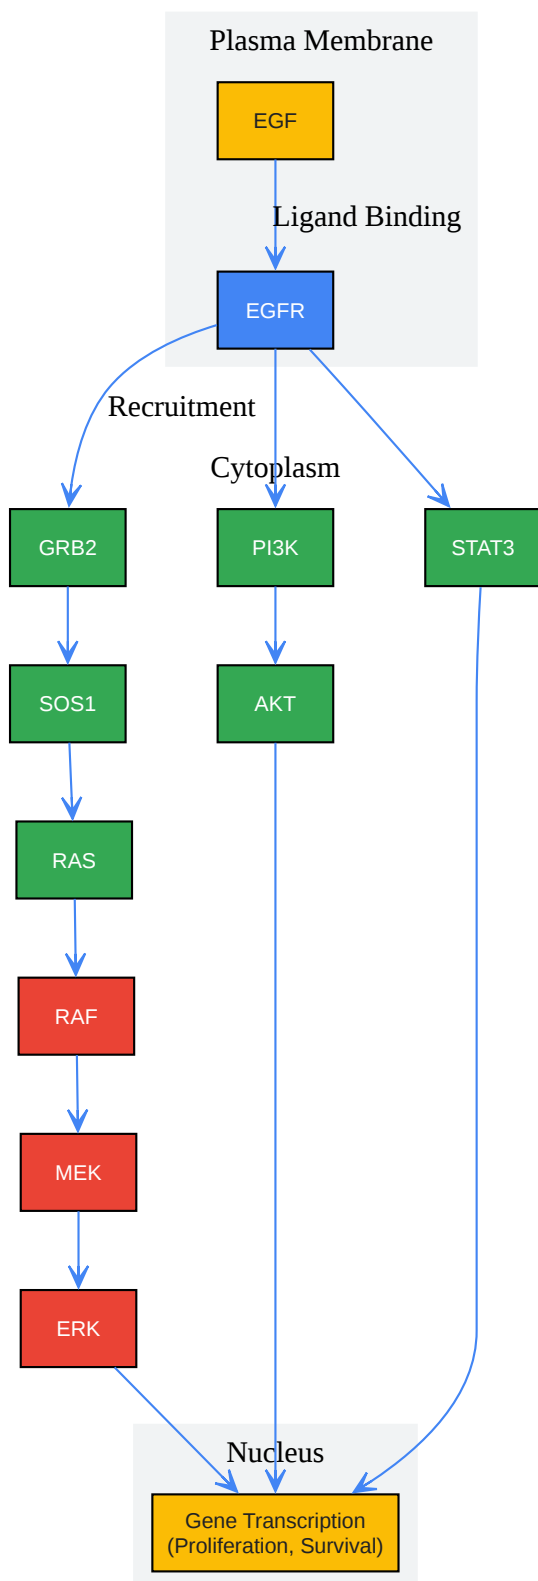 Plasma Membrane
EGF
Ligand Binding
EGFR
Recruitment
Cytoplasm
GRB2
PI3K
STAT3
SOS1
AKT
RAS
RAF
MEK
ERK
Nucleus
Gene Transcription
(Proliferation, Survival)